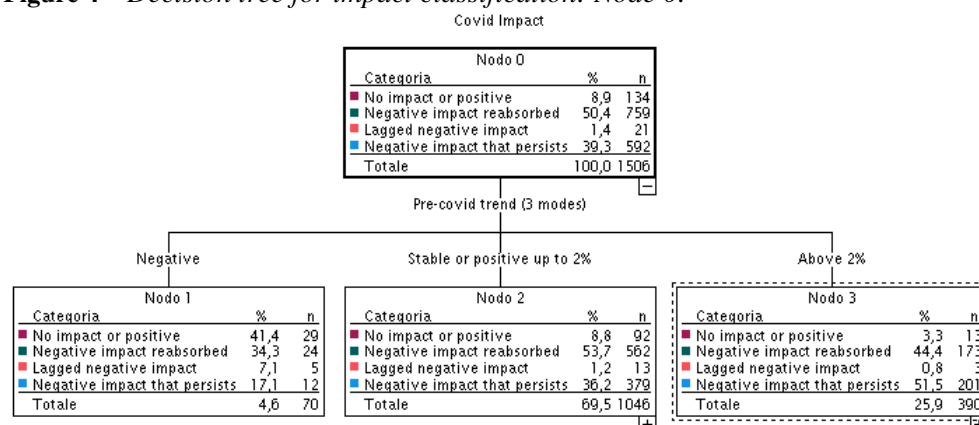 Figure 4 Decision tree for impact classification: Node 0.
Covid Impact
Nodo 0
Categoria % n
No impact or positive 8,9 134
Negative impact reabsorbed 50,4 759
Lagged negative impact 1,4 21
Negative impact that persists 39,3 592
Totale 100,0 1506
Pre-covid trend (3 modes)
Negative
Stable or positive up to 2%
Above 2%
Nodo 1
Categoria % n
No impact or positive 41,4 29
Negative impact reabsorbed 34,3 24
Lagged negative impact 7,1 5
Negative impact that persists 17,1 12
Totale 4,6 70
Nodo 2
Categoria % n
No impact or positive 8,8 92
Negative impact reabsorbed 53,7 562
Lagged negative impact 1,2 13
Negative impact that persists 36,2 379
Totale 69,5 1046
Nodo 3
Categoria % n
No impact or positive 3,3 13
Negative impact reabsorbed 44,4 173
Lagged negative impact 0,8 3
Negative impact that persists 51,5 201
Totale 25,9 390